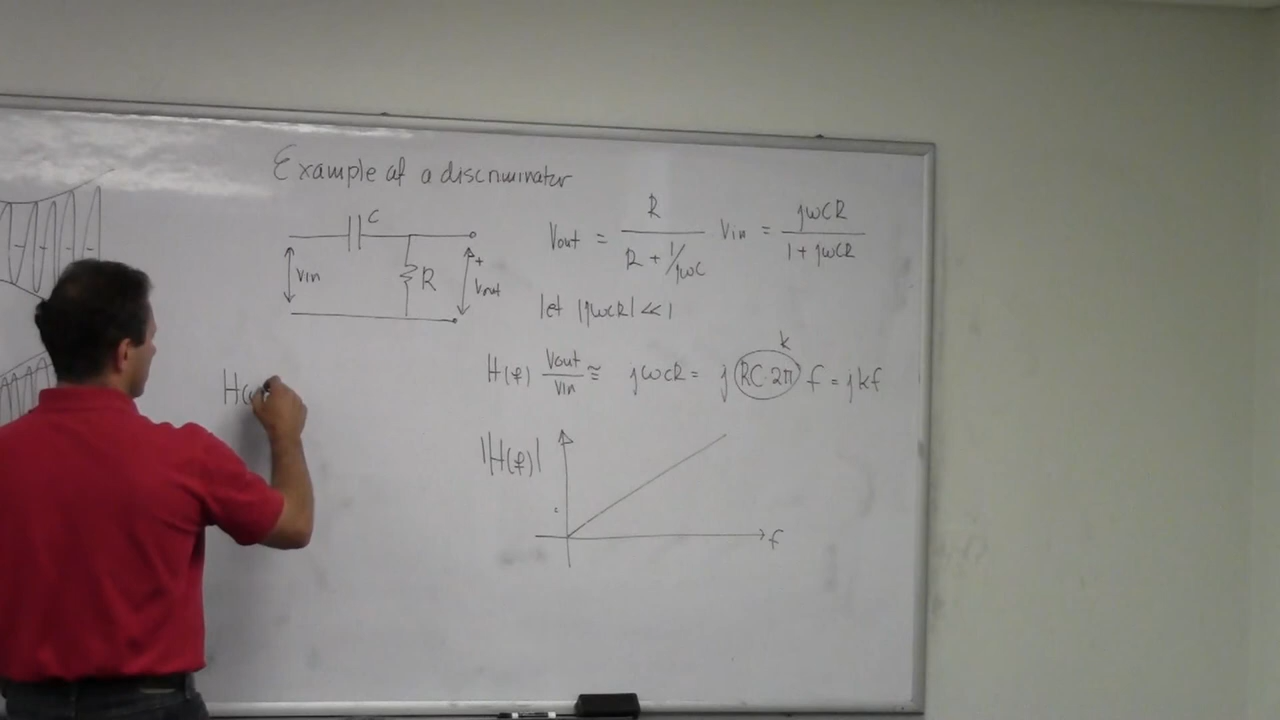 Example of a discriminator
C
Vin
R
+
Vout
Vout = R / (R + 1/jωC) Vin = jωCR / (1 + jωCR)
let |jωCR| << 1
k
H(f) Vout/Vin ≅ jωCR = j RC·2π f = jkf
H(
|H(f)|
f